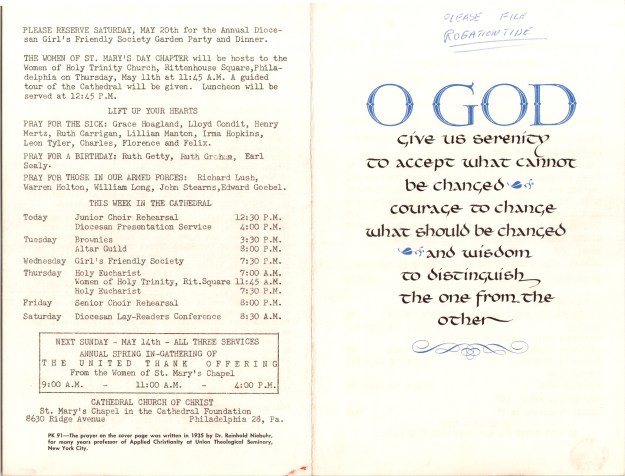 PLEASE RESERVE SATURDAY, MAY 20th for the Annual Dioce-
san Girl's Friendly Society Garden Party and Dinner.
THE WOMEN OF ST. MARY'S DAY CHAPTER will be hosts to the
Women of Holy Trinity Church, Rittenhouse Square,Phila-
delphia on Thursday, May 11th at 11:45 A.M. A guided
tour of the Cathedral will be given. Luncheon will be
served at 12:45 P.M.
LIFT UP YOUR HEARTS
PRAY FOR THE SICK: Grace Hoagland, Lloyd Condit, Henry
Mertz, Ruth Carrigan, Lillian Manton, Irma Hopkins,
Leon Tyler, Charles, Florence and Felix.
PRAY FOR A BIRTHDAY: Ruth Getty, Ruth Graham, Earl
Sealy.
PRAY FOR THOSE IN OUR ARMED FORCES: Richard Lush,
Warren Holton, William Long, John Stearns,Edward Goebel.
THIS WEEK IN THE CATHEDRAL
Today Junior Choir Rehearsal 12:30 P.M.
Diocesan Presentation Service 4:00 P.M.
Tuesday Brownies 3:30 P.M.
Altar Guild 8:00 P.M.
Wednesday Girl's Friendly Society 7:30 P.M.
Thursday Holy Eucharist 7:00 A.M.
Women of Holy Trinity, Rit.Square 11:45 A.M.
Holy Eucharist 7:30 P.M.
Friday Senior Choir Rehearsal 8:00 P.M.
Saturday Diocesan Lay-Readers Conference 8:30 A.M.
NEXT SUNDAY - MAY 14th - ALL THREE SERVICES
ANNUAL SPRING IN-GATHERING OF
THE UNITED THANK OFFERING
From the Women of St. Mary's Chapel
9:00 A.M. - 11:00 A.M. - 4:00 P.M.
CATHEDRAL CHURCH OF CHRIST
St. Mary's Chapel in the Cathedral Foundation
8630 Ridge Avenue Philadelphia 28, Pa.
PK 91—The prayer on the cover page was written in 1935 by Dr. Reinhold Niebuhr,
for many years professor of Applied Christianity at Union Theological Seminary,
New York City.
PLEASE FILE
ROGATIONTIDE
O GOD
give us serenity
to accept what cannot
be changed
courage to change
what should be changed
and wisdom
to distinguish
the one from the
other